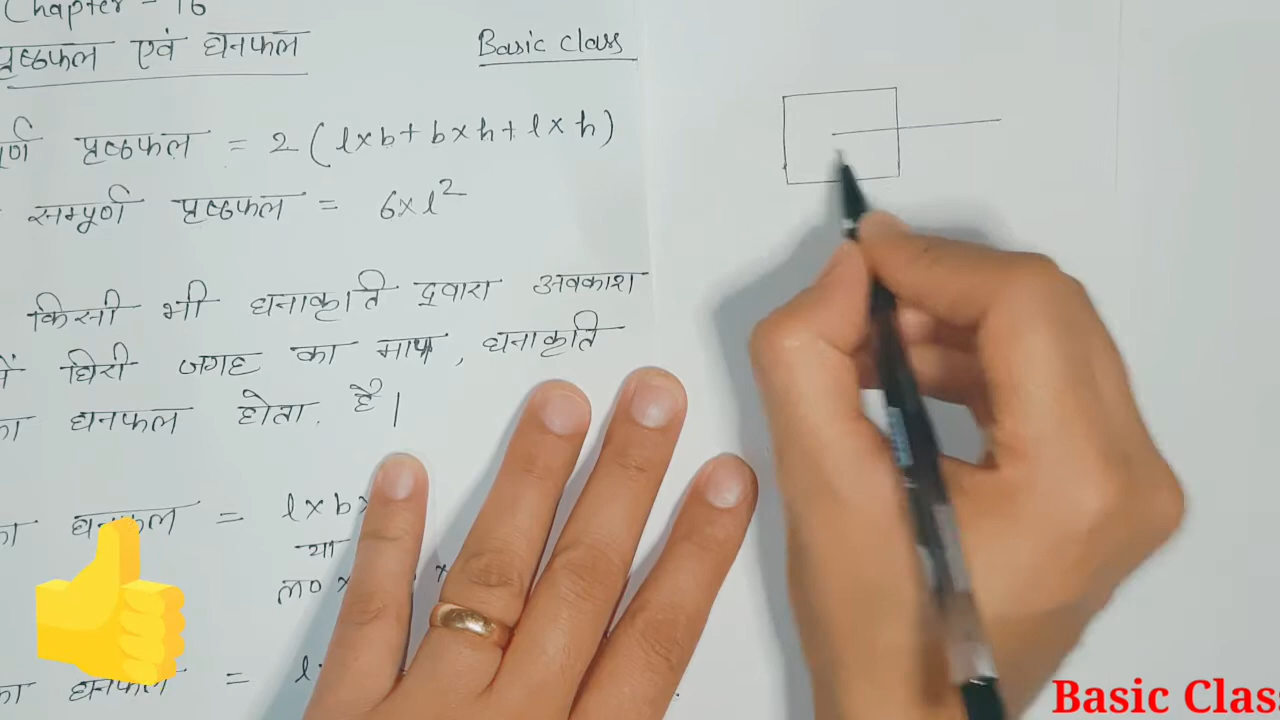 Chapter - 16
पृष्ठफल एवं घनफल
Basic Class
पृष्ठफल = 2 (l×b + b×h + l×h)
सम्पूर्ण पृष्ठफल = 6×l²
किसी भी घनाकृति द्वारा अवकाश
में घिरी जगह का माप, घनाकृति
का घनफल होता है।
का घनफल = l×b×
या
ल० ×
का घनफल =
Basic Class